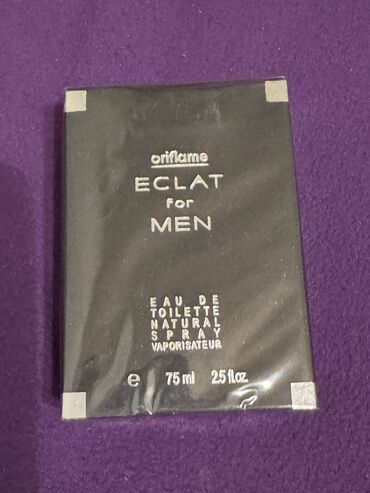 oriflame
ECLAT
for
MEN
EAU DE
TOILETTE
NATURAL
SPRAY
VAPORISATEUR
e 75 ml 2.5 fl.oz.